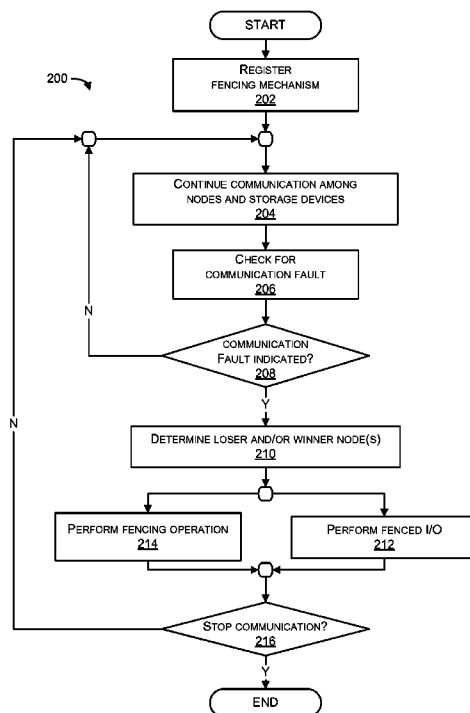 START
200
REGISTER
FENCING MECHANISM
202
CONTINUE COMMUNICATION AMONG
NODES AND STORAGE DEVICES
204
CHECK FOR
COMMUNICATION FAULT
206
N
COMMUNICATION
FAULT INDICATED?
208
Y
N
DETERMINE LOSER AND/OR WINNER NODE(S)
210
PERFORM FENCING OPERATION
214
PERFORM FENCED I/O
212
STOP COMMUNICATION?
216
Y
END